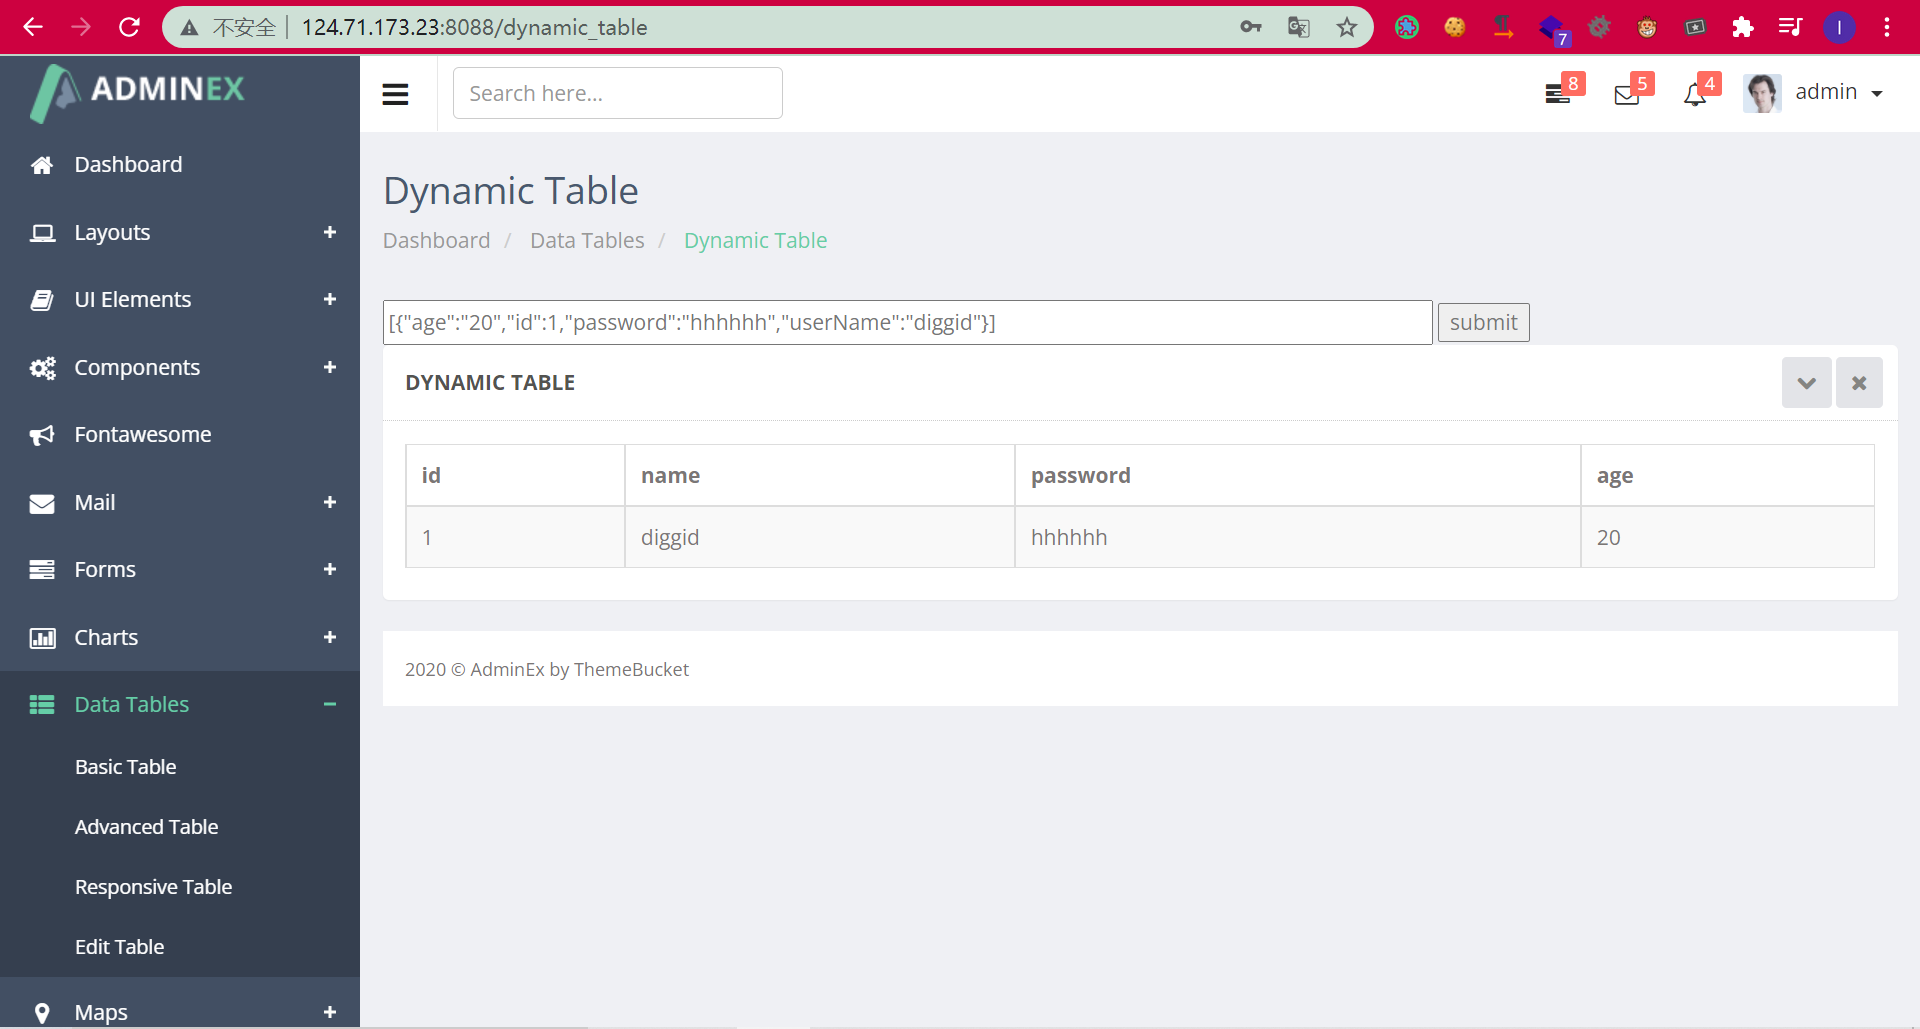 不安全 124.71.173.23:8088/dynamic_table
7
I
ADMINEX
Search here...
8
5
4
admin
Dashboard
Layouts
UI Elements
Components
Fontawesome
Mail
Forms
Charts
Data Tables
Basic Table
Advanced Table
Responsive Table
Edit Table
Maps
Dynamic Table
Dashboard / Data Tables / Dynamic Table
[{"age":"20","id":1,"password":"hhhhhh","userName":"diggid"}] submit
DYNAMIC TABLE
id name password age
1 diggid hhhhhh 20
2020 © AdminEx by ThemeBucket